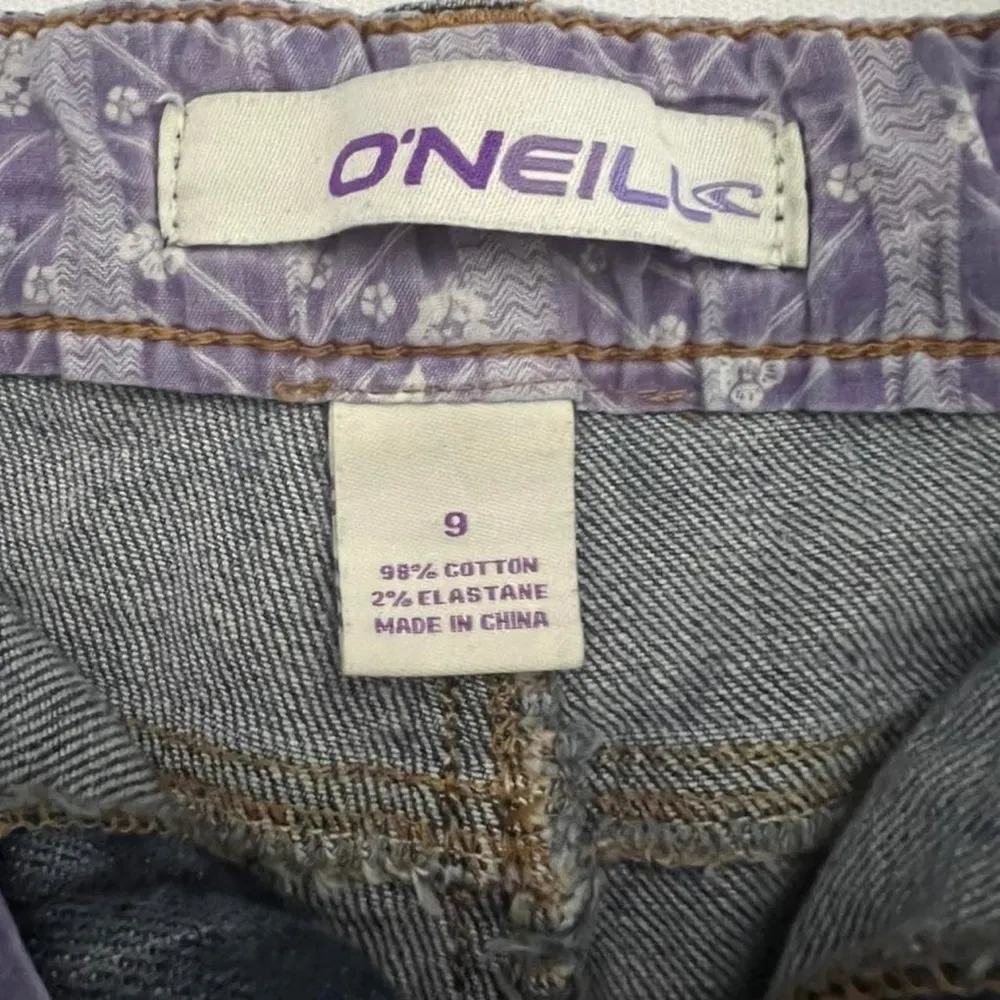 O'NEILL
9
98% COTTON
2% ELASTANE
MADE IN CHINA